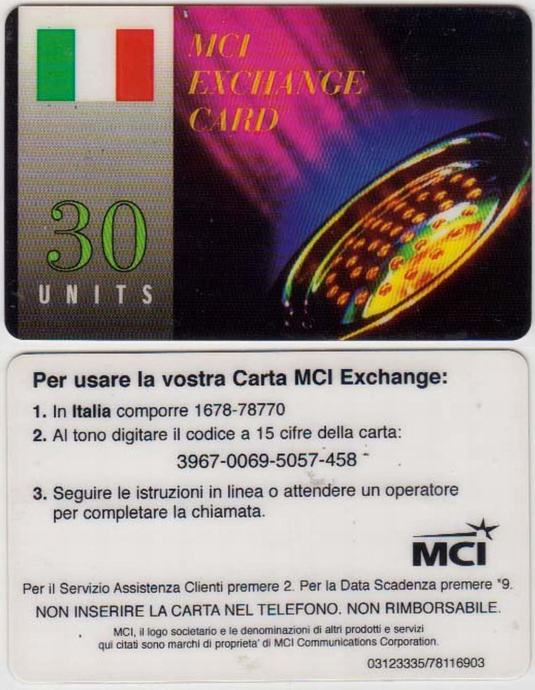 MCI
EXCHANGE
CARD
30
UNITS
Per usare la vostra Carta MCI Exchange:
1. In Italia comporre 1678-78770
2. Al tono digitare il codice a 15 cifre della carta:
3967-0069-5057-458
3. Seguire le istruzioni in linea o attendere un operatore
per completare la chiamata.
MCI
Per il Servizio Assistenza Clienti premere 2. Per la Data Scadenza premere *9.
NON INSERIRE LA CARTA NEL TELEFONO. NON RIMBORSABILE.
MCI, il logo societario e le denominazioni di altri prodotti e servizi
qui citati sono marchi di proprieta' di MCI Communications Corporation.
03123335/78116903